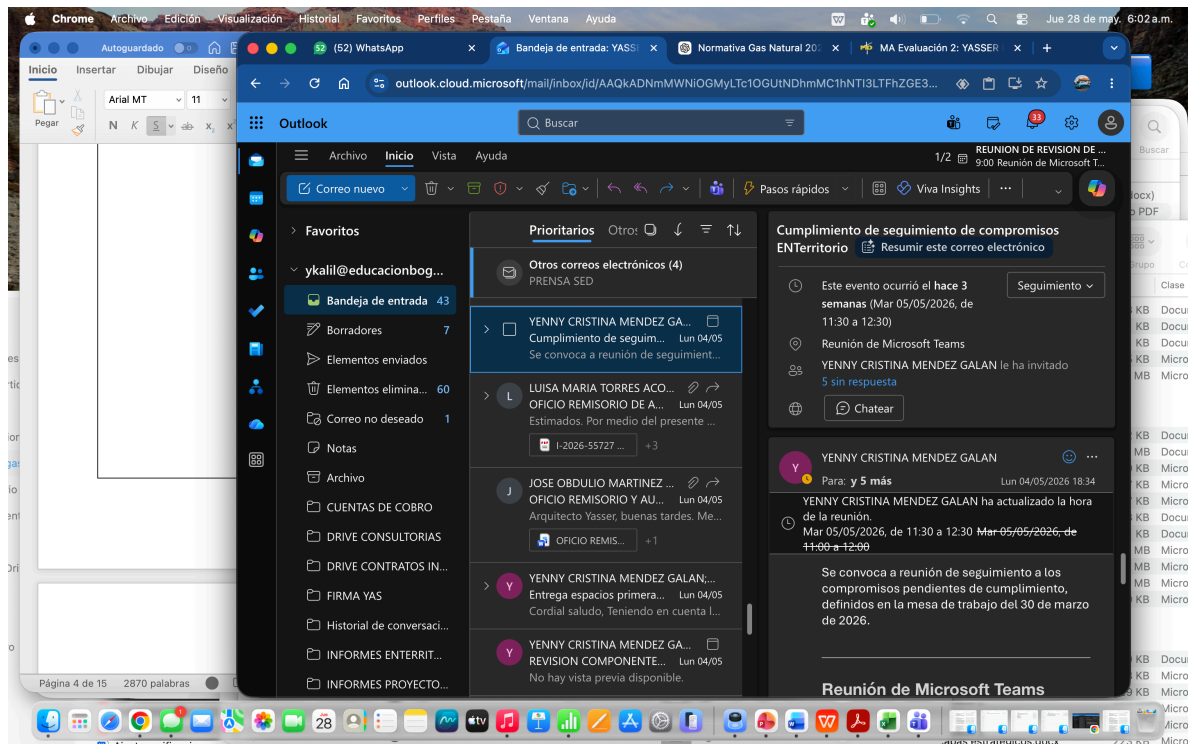 Chrome Archivo Edición Visualización Historial Favoritos Perfiles Pestaña Ventana Ayuda
Jue 28 de may. 6:02 a.m.
Autoguardado
(52) WhatsApp
Bandeja de entrada: YASSE
Normativa Gas Natural 202
MA Evaluación 2: YASSER
outlook.cloud.microsoft/mail/inbox/id/AAQkADNmMWNiOGMyLTc1OGUtNDhmMC1hNTI3LTFhZGE3...
Inicio Insertar Dibujar Diseño
Pegar
Arial MT 11
N K S ab x
Outlook
Buscar
33
Archivo Inicio Vista Ayuda
1/2
REUNION DE REVISION DE ...
9:00 Reunión de Microsoft T...
Correo nuevo
Pasos rápidos
Viva Insights
Favoritos
ykalil@educacionbog...
Bandeja de entrada 43
Borradores 7
Elementos enviados
Elementos elimina... 60
Correo no deseado 1
Notas
Archivo
CUENTAS DE COBRO
DRIVE CONSULTORIAS
DRIVE CONTRATOS IN...
FIRMA YAS
Historial de conversaci...
INFORMES ENTERRIT...
INFORMES PROYECTO...
Prioritarios Otros
Otros correos electrónicos (4)
PRENSA SED
YENNY CRISTINA MENDEZ GA...
Cumplimiento de seguim... Lun 04/05
Se convoca a reunión de seguimient...
L
LUISA MARIA TORRES ACO...
OFICIO REMISORIO DE A... Lun 04/05
Estimados. Por medio del presente ...
I-2026-55727 ... +3
J
JOSE OBDULIO MARTINEZ ...
OFICIO REMISORIO Y AU... Lun 04/05
Arquitecto Yasser, buenas tardes. Me...
OFICIO REMIS... +1
Y
YENNY CRISTINA MENDEZ GALAN;...
Entrega espacios primera... Lun 04/05
Cordial saludo, Teniendo en cuenta l...
Y
YENNY CRISTINA MENDEZ GA...
REVISION COMPONENTE... Lun 04/05
No hay vista previa disponible.
Cumplimiento de seguimiento de compromisos
ENTerritorio Resumir este correo electrónico
Este evento ocurrió el hace 3
semanas (Mar 05/05/2026, de
11:30 a 12:30)
Seguimiento
Reunión de Microsoft Teams
YENNY CRISTINA MENDEZ GALAN le ha invitado
5 sin respuesta
Chatear
Y
YENNY CRISTINA MENDEZ GALAN
Para: y 5 más Lun 04/05/2026 18:34
YENNY CRISTINA MENDEZ GALAN ha actualizado la hora
de la reunión.
Mar 05/05/2026, de 11:30 a 12:30 Mar 05/05/2026, de
11:00 a 12:00
Se convoca a reunión de seguimiento a los
compromisos pendientes de cumplimiento,
definidos en la mesa de trabajo del 30 de marzo
de 2026.
Reunión de Microsoft Teams
Buscar
PDF
Clase
Página 4 de 15 2870 palabras
28